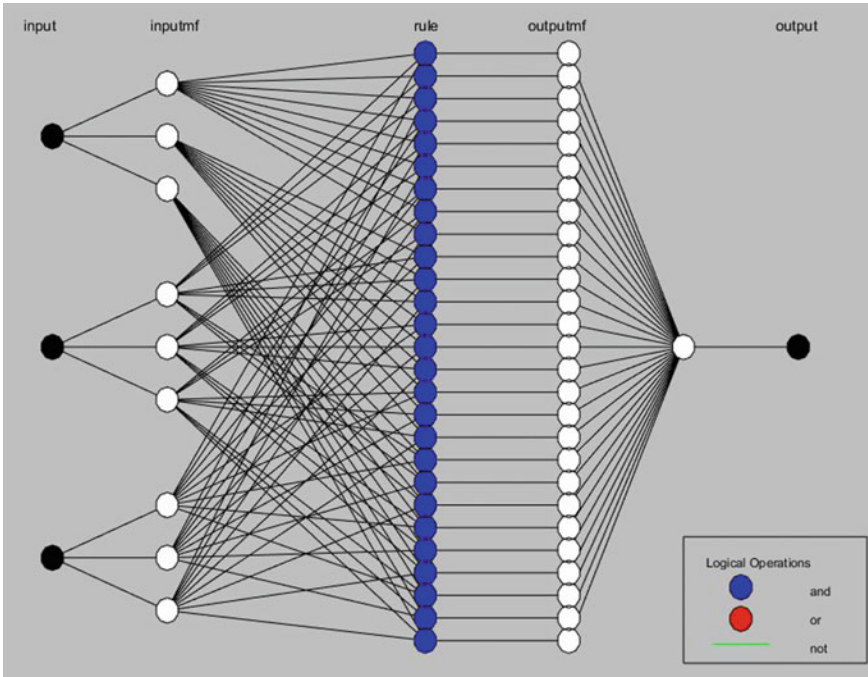 input inputmf rule outputmf output
Logical Operations
and
or
not